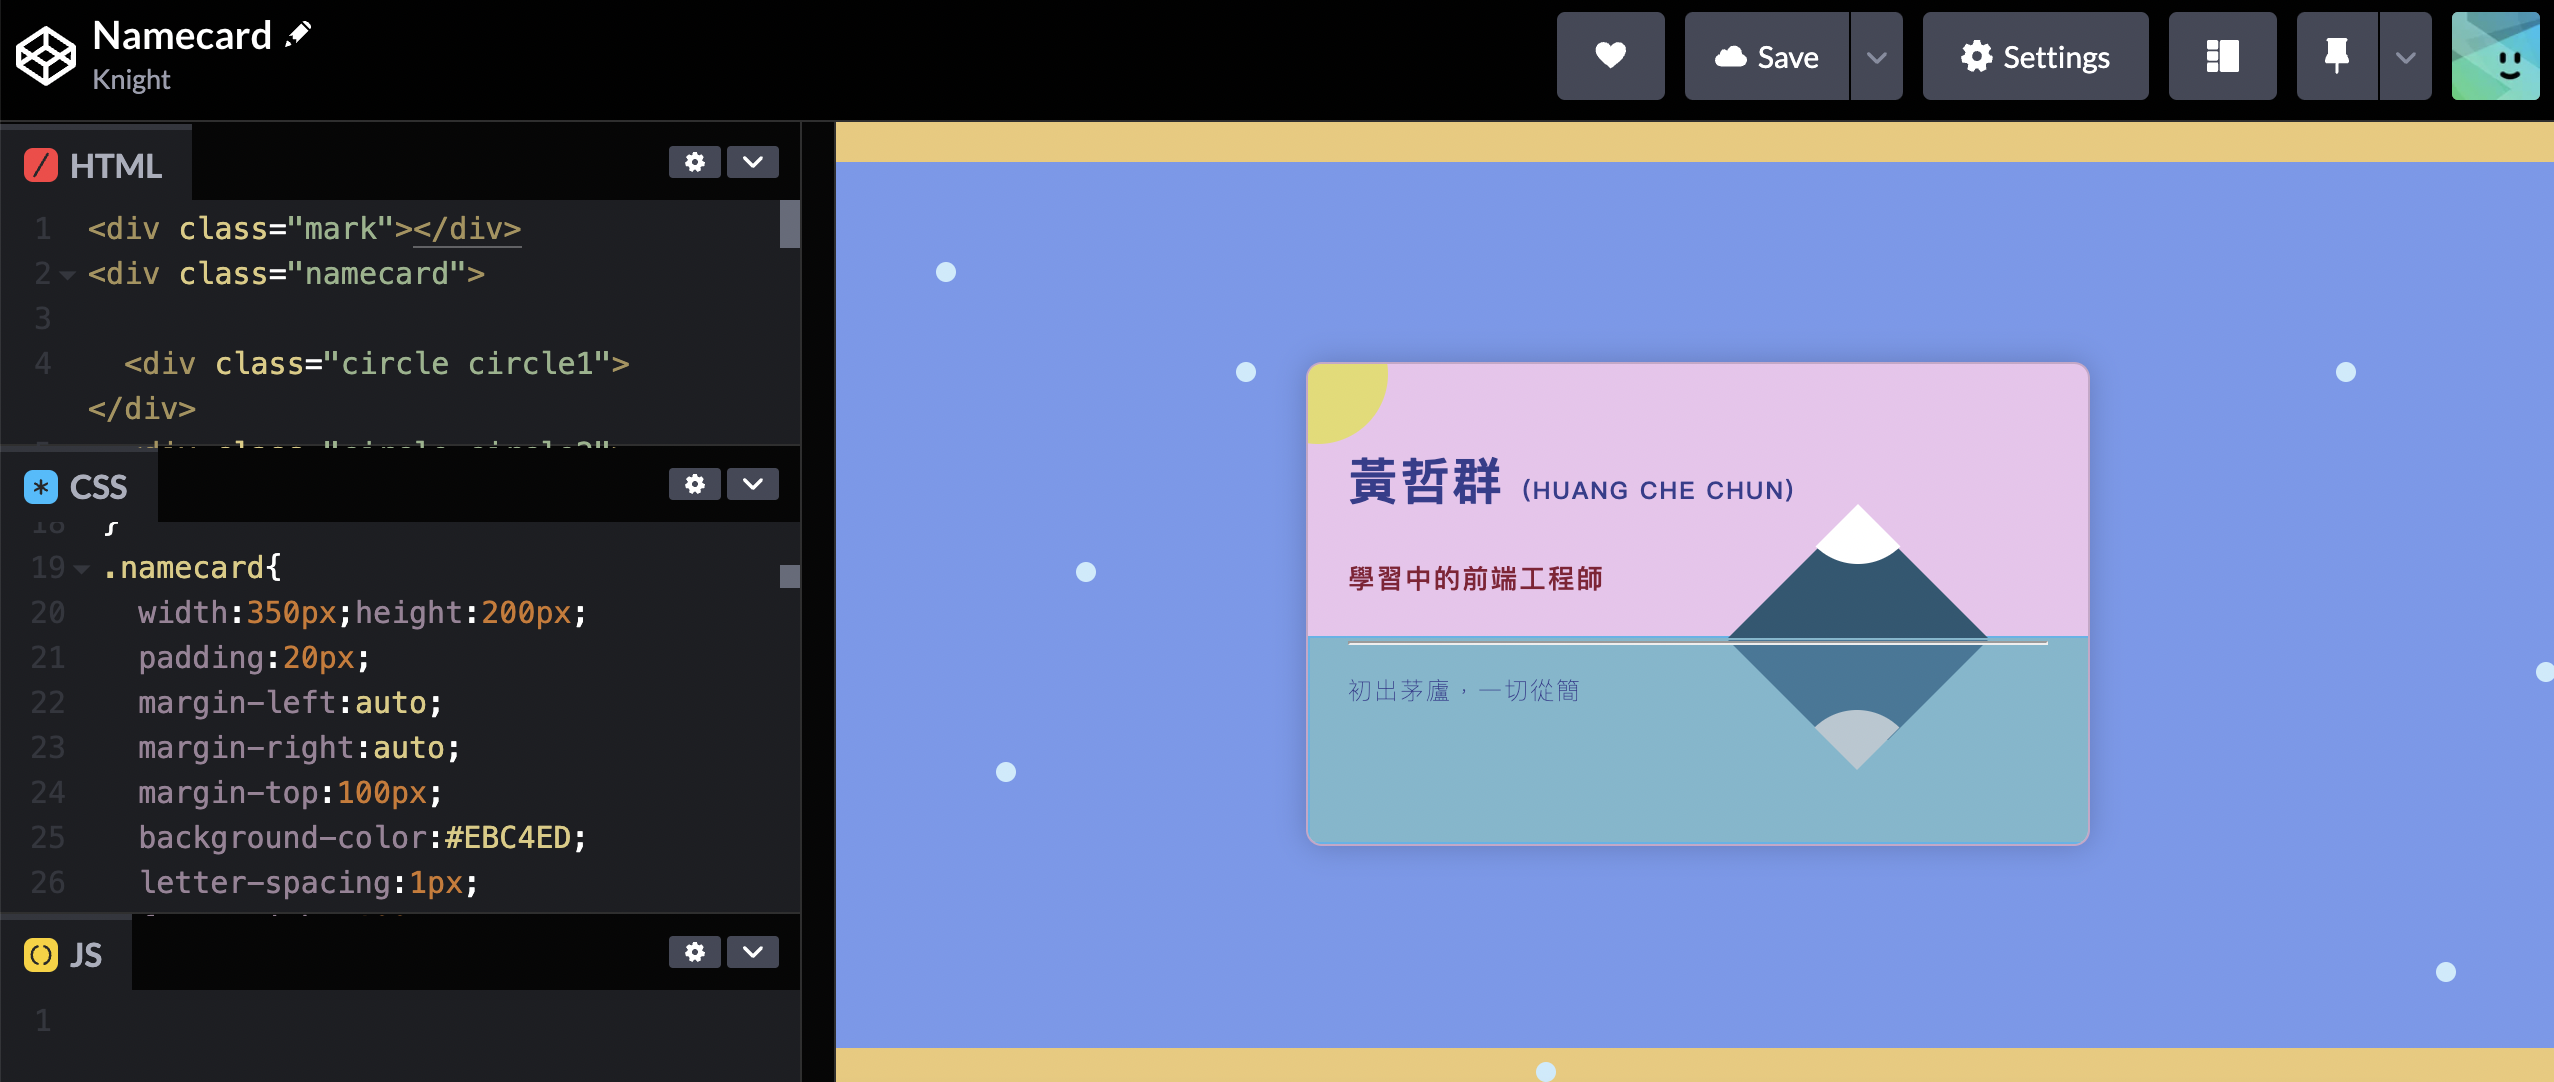 Namecard
Knight
Save
Settings
HTML
1 <div class="mark"></div>
2 <div class="namecard">
3
4 <div class="circle circle1">
</div>
CSS
18 }
19 .namecard{
20 width:350px;height:200px;
21 padding:20px;
22 margin-left:auto;
23 margin-right:auto;
24 margin-top:100px;
25 background-color:#EBC4ED;
26 letter-spacing:1px;
JS
1
黃哲群 (HUANG CHE CHUN)
學習中的前端工程師
初出茅廬，一切從簡